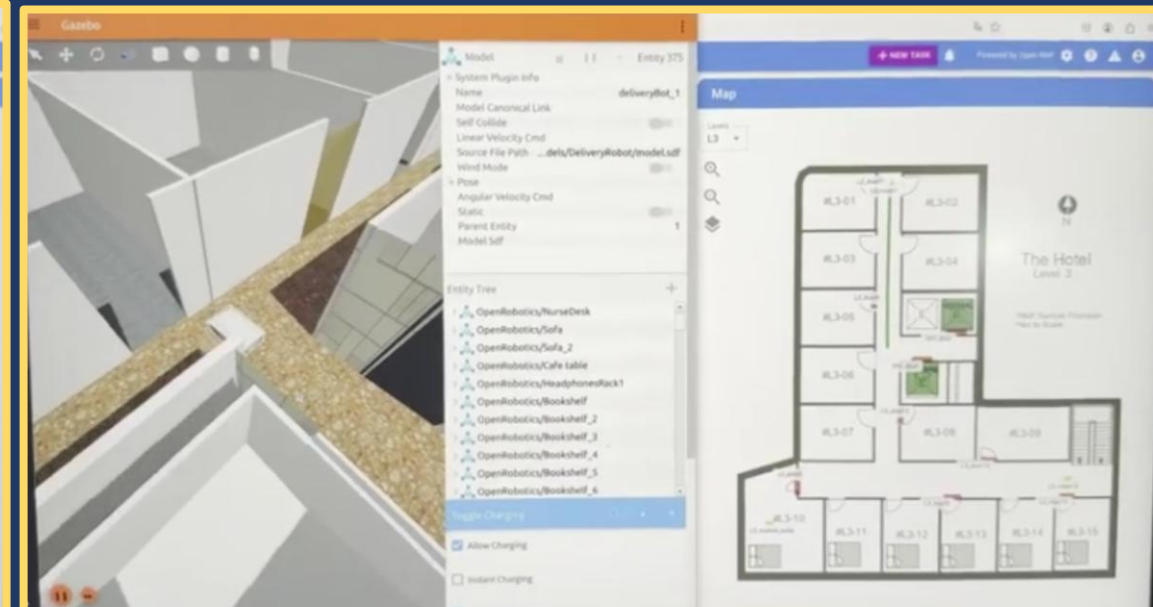 Gazebo
Model
Entity 375
System Plugin Info
Name deliveryBot_1
Model Canonical Link
Self Collide
Linear Velocity Cmd
Source File Path ...dels/DeliveryRobot/model.sdf
Wind Mode
Pose
Angular Velocity Cmd
Static
Parent Entity 1
Model Sdf
Entity Tree
OpenRobotics/NurseDesk
OpenRobotics/Sofa
OpenRobotics/Sofa_2
OpenRobotics/Cafe table
OpenRobotics/HeadphonesRack1
OpenRobotics/Bookshelf
OpenRobotics/Bookshelf_2
OpenRobotics/Bookshelf_3
OpenRobotics/Bookshelf_4
OpenRobotics/Bookshelf_5
OpenRobotics/Bookshelf_6
Toggle Charging
Allow Charging
Instant Charging
+ NEW TASK
Powered by Open-RMF
Map
Levels
L3
N
The Hotel
Level 3
#L3-01
#L3-02
#L3-03
#L3-04
#L3-05
#L3-06
#L3-07
#L3-08
#L3-09
#L3-10
#L3-11
#L3-12
#L3-13
#L3-14
#L3-15